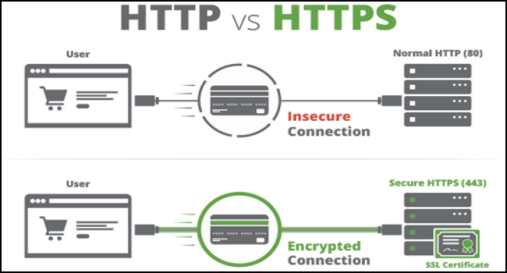 HTTP vs HTTPS
User
Normal HTTP (80)
Insecure
Connection
User
Secure HTTPS (443)
Encrypted
Connection
SSL Certificate